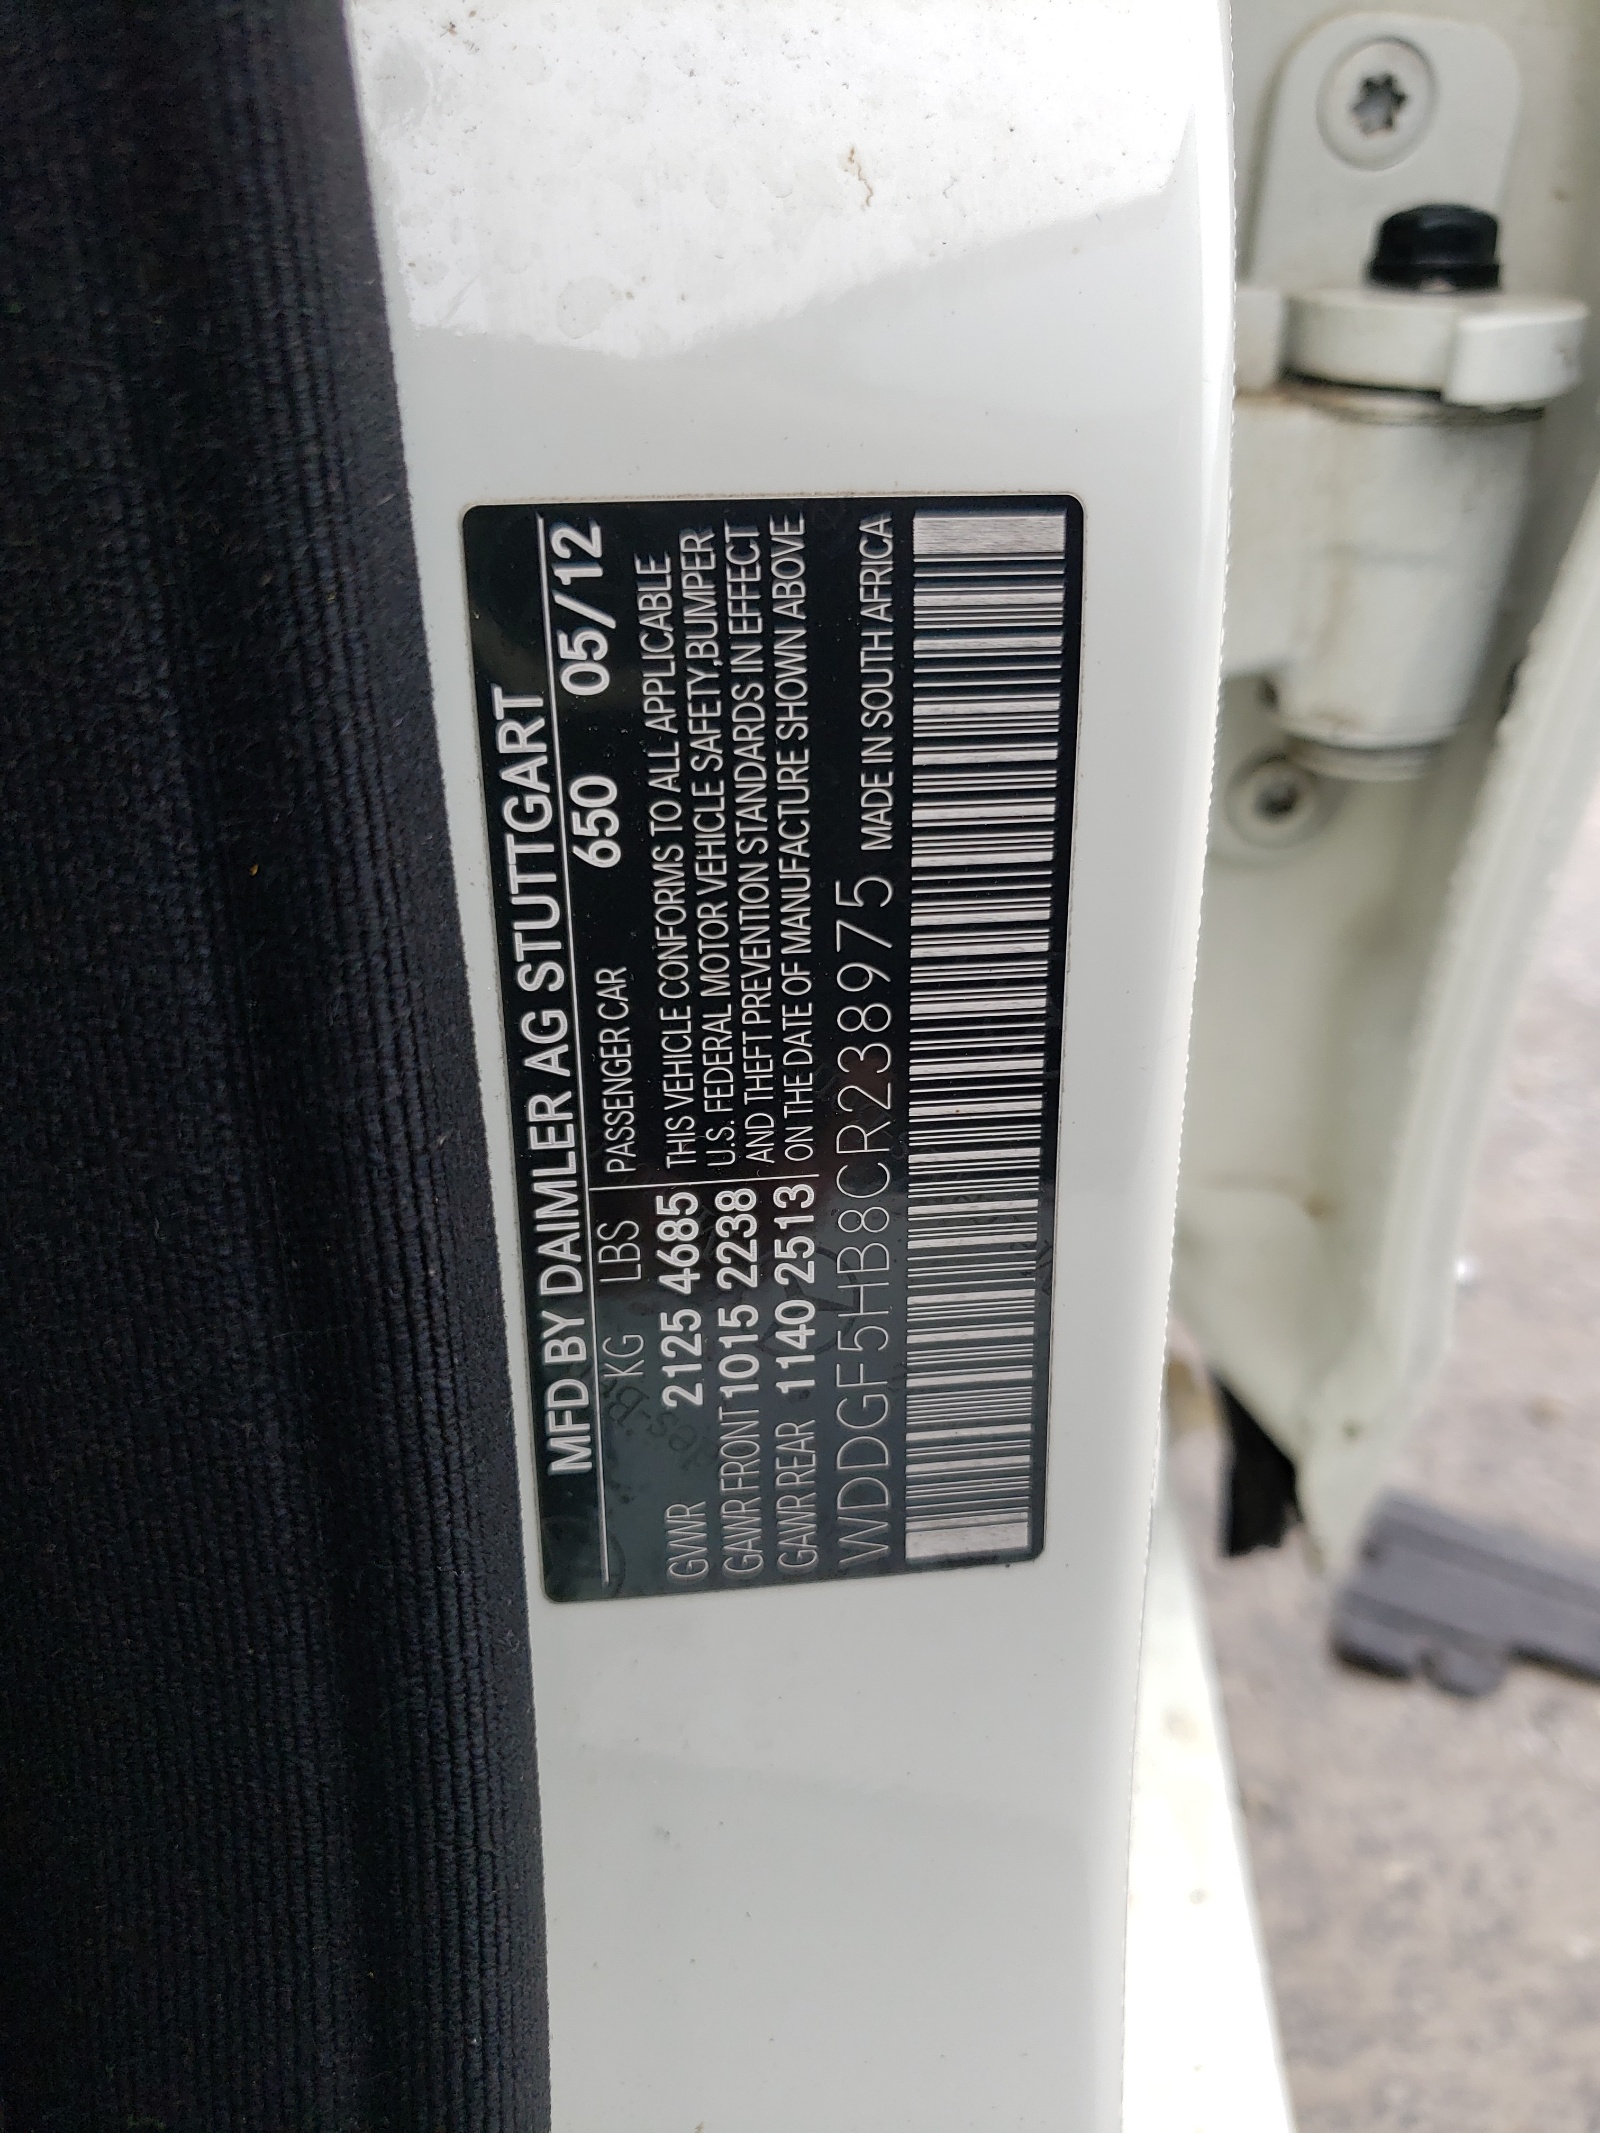 MFD BY DAIMLER AG STUTTGART
KG LBS PASSENGER CAR 650 05/12
GVWR 2125 4685 THIS VEHICLE CONFORMS TO ALL APPLICABLE
GAWR FRONT 1015 2238 U.S. FEDERAL MOTOR VEHICLE SAFETY,BUMPER
GAWR REAR 1140 2513 AND THEFT PREVENTION STANDARDS IN EFFECT
ON THE DATE OF MANUFACTURE SHOWN ABOVE
WDDGF5HB8CR238975 MADE IN SOUTH AFRICA